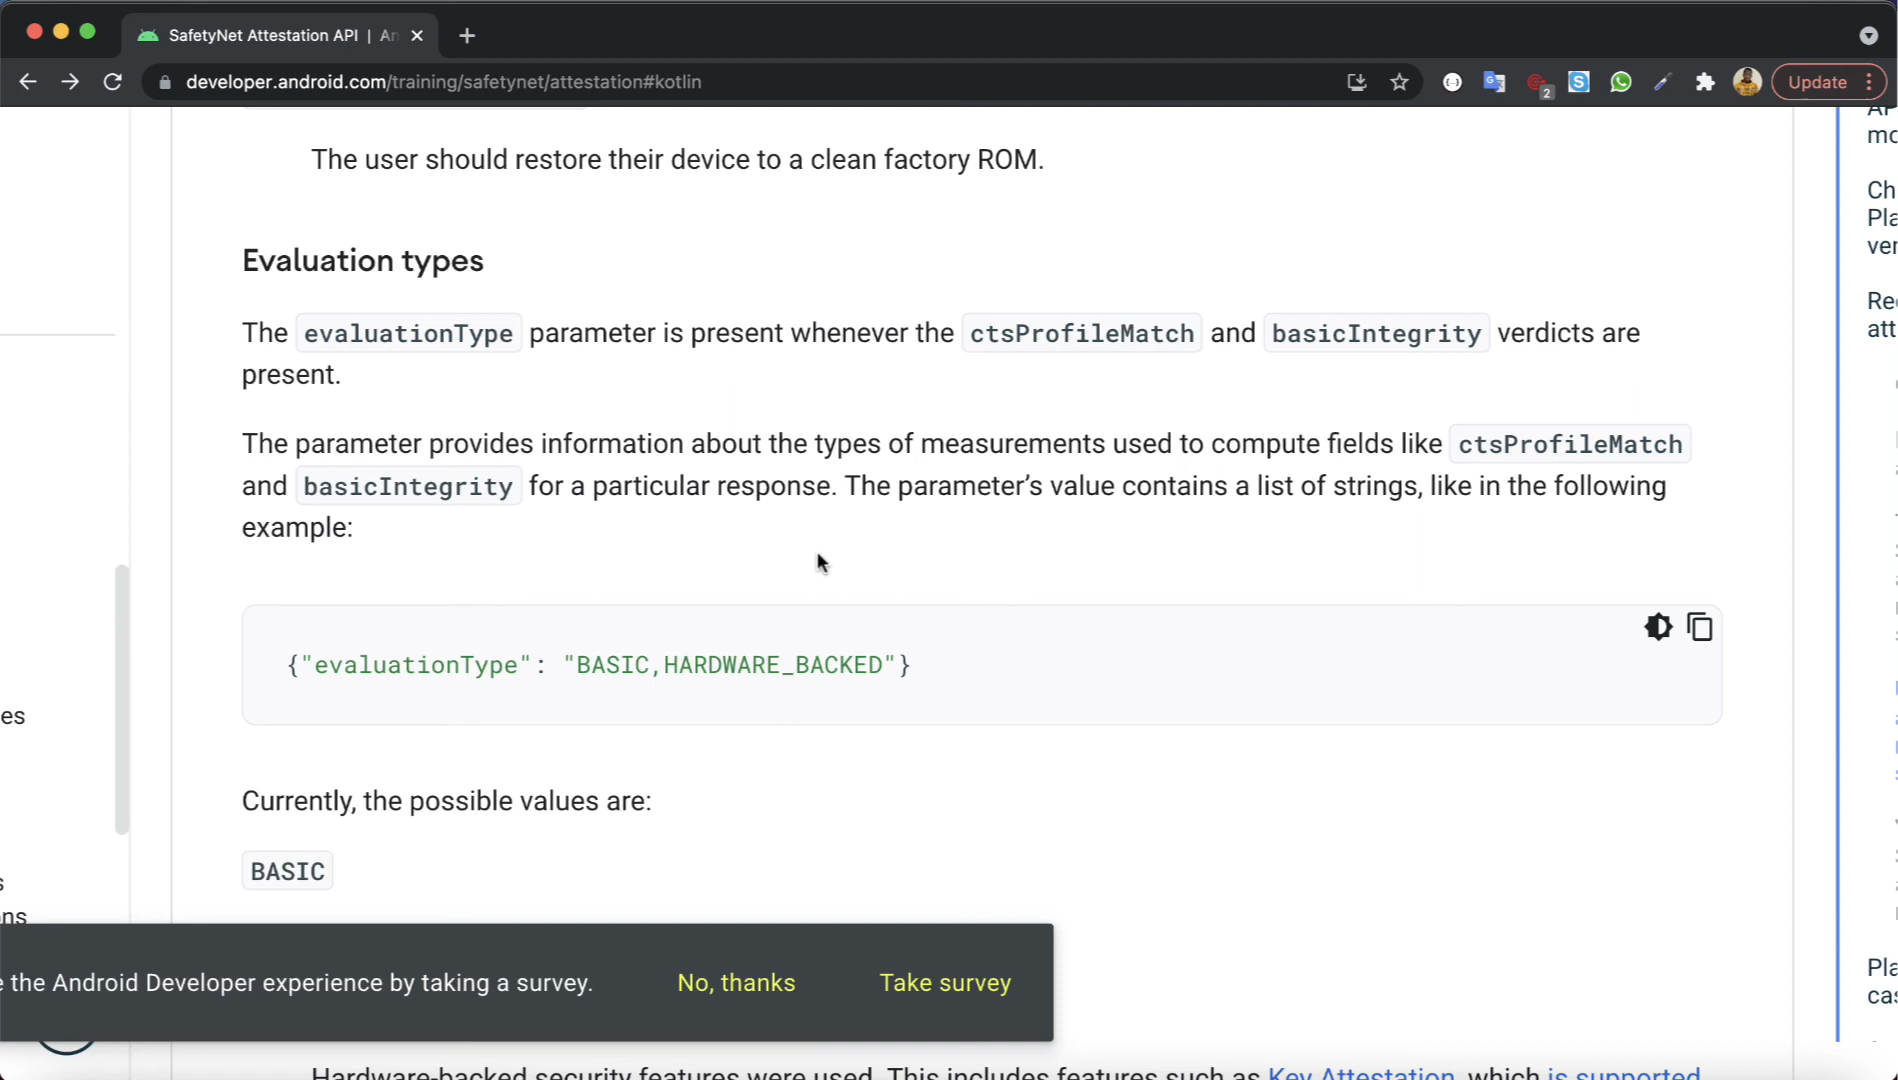 SafetyNet Attestation API | An
developer.android.com/training/safetynet/attestation#kotlin
2
Update
The user should restore their device to a clean factory ROM.
Evaluation types
The evaluationType parameter is present whenever the ctsProfileMatch and basicIntegrity verdicts are
present.
The parameter provides information about the types of measurements used to compute fields like ctsProfileMatch
and basicIntegrity for a particular response. The parameter’s value contains a list of strings, like in the following
example:
{"evaluationType": "BASIC,HARDWARE_BACKED"}
Currently, the possible values are:
BASIC
e the Android Developer experience by taking a survey.
No, thanks
Take survey
Hardware-backed security features were used. This includes features such as Key Attestation, which is supported
es
s
ons
AP
mo
Ch
Pla
ver
Rec
att
Pla
cas